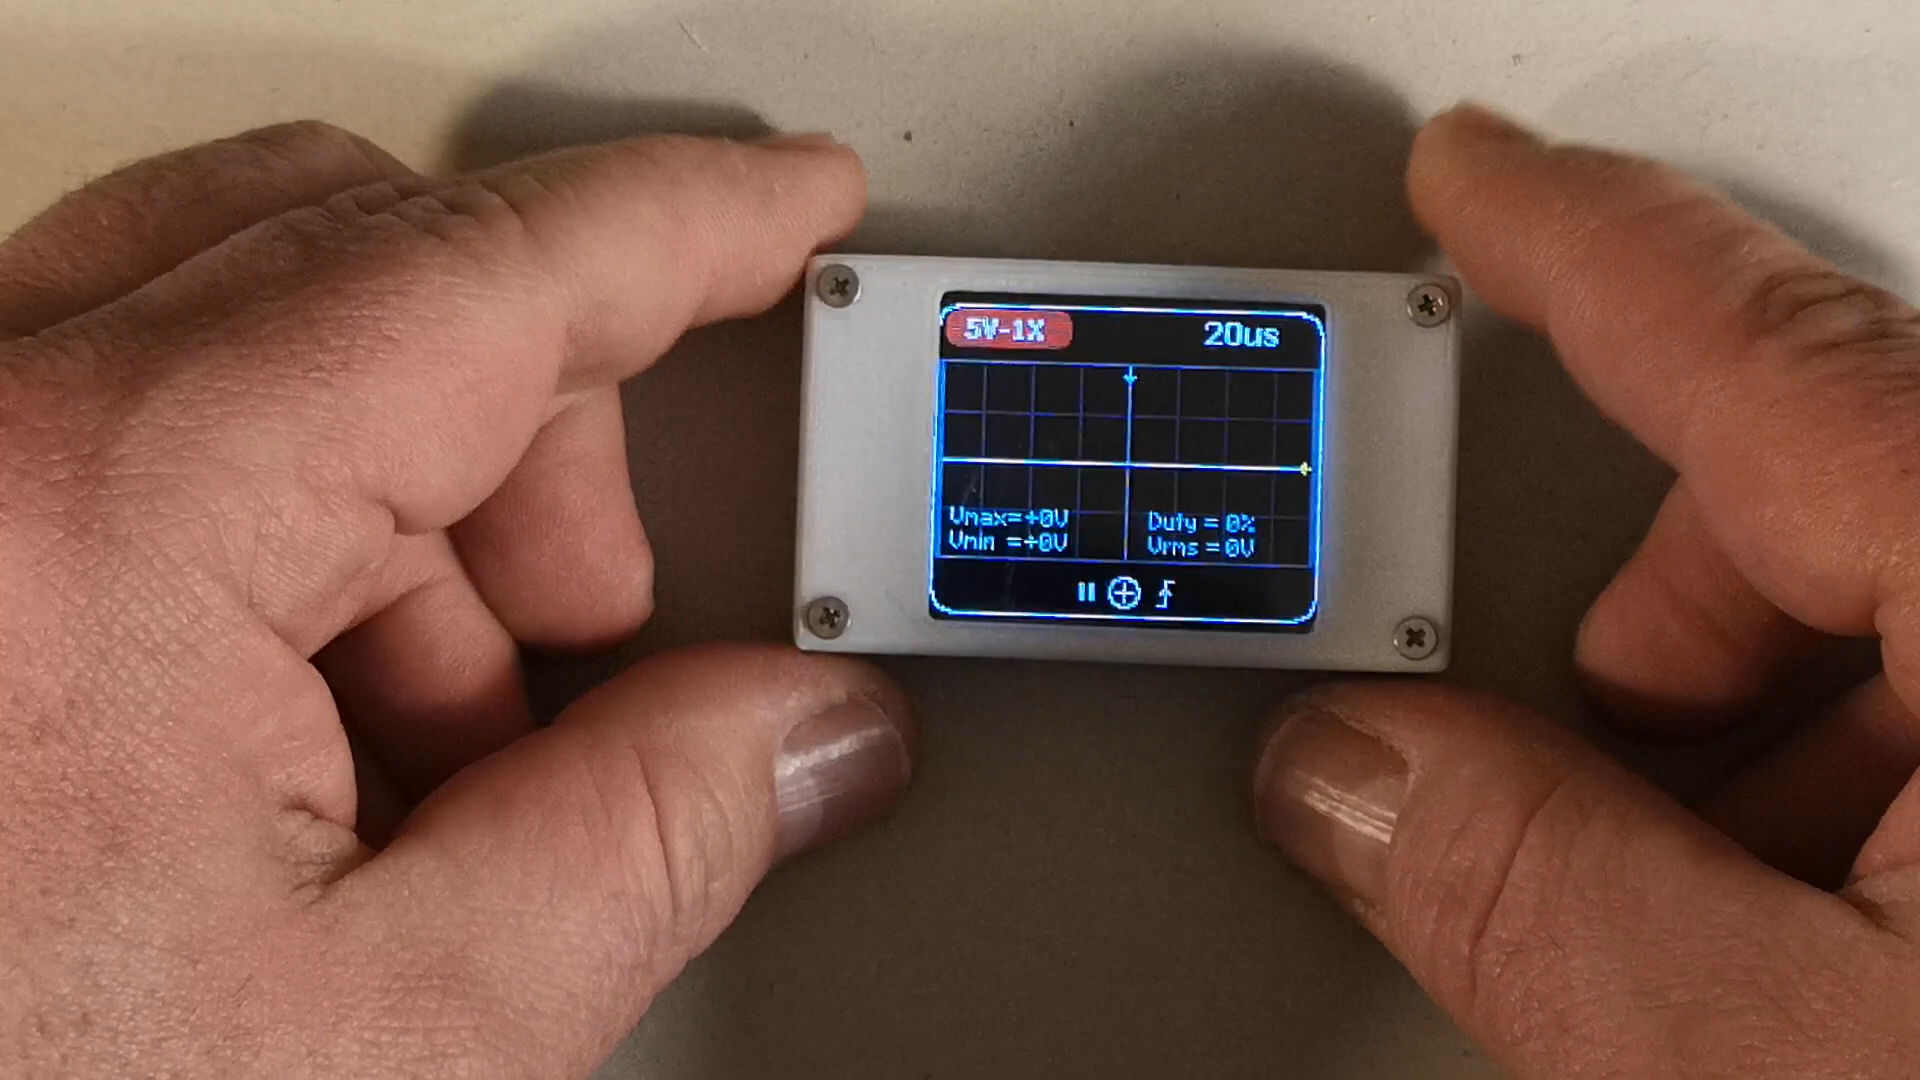 5V-1X 20us
Vmax=+0V Duty = 0%
Vmin =+0V Vrms = 0V